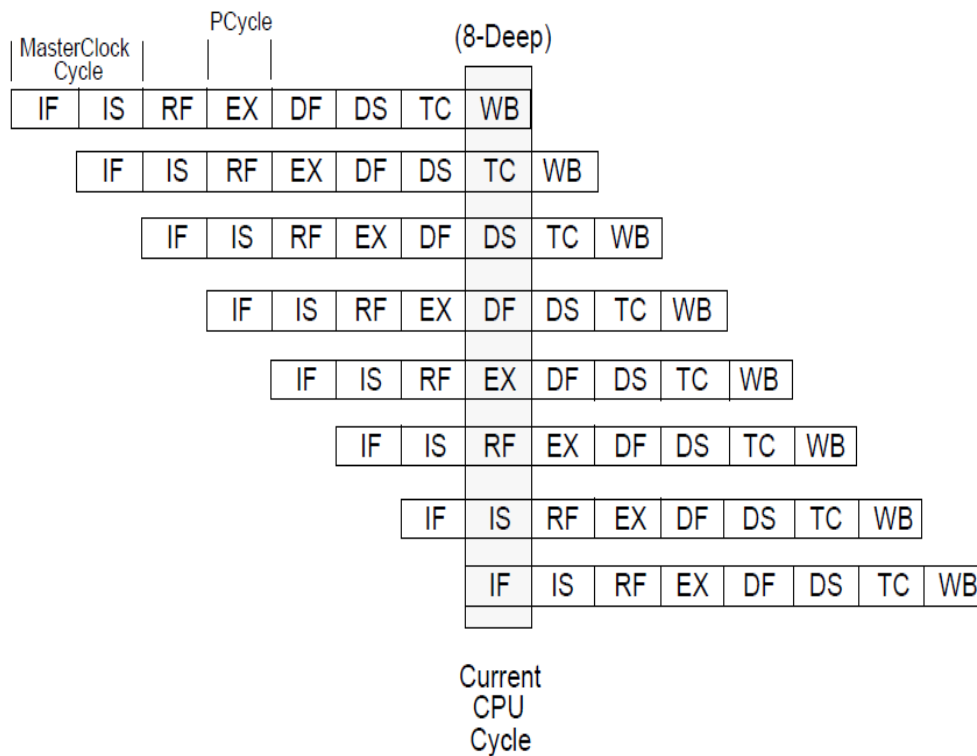 PCycle
(8-Deep)
MasterClock
Cycle
IF IS RF EX DF DS TC WB
IF IS RF EX DF DS TC WB
IF IS RF EX DF DS TC WB
IF IS RF EX DF DS TC WB
IF IS RF EX DF DS TC WB
IF IS RF EX DF DS TC WB
IF IS RF EX DF DS TC WB
IF IS RF EX DF DS TC WB
Current
CPU
Cycle